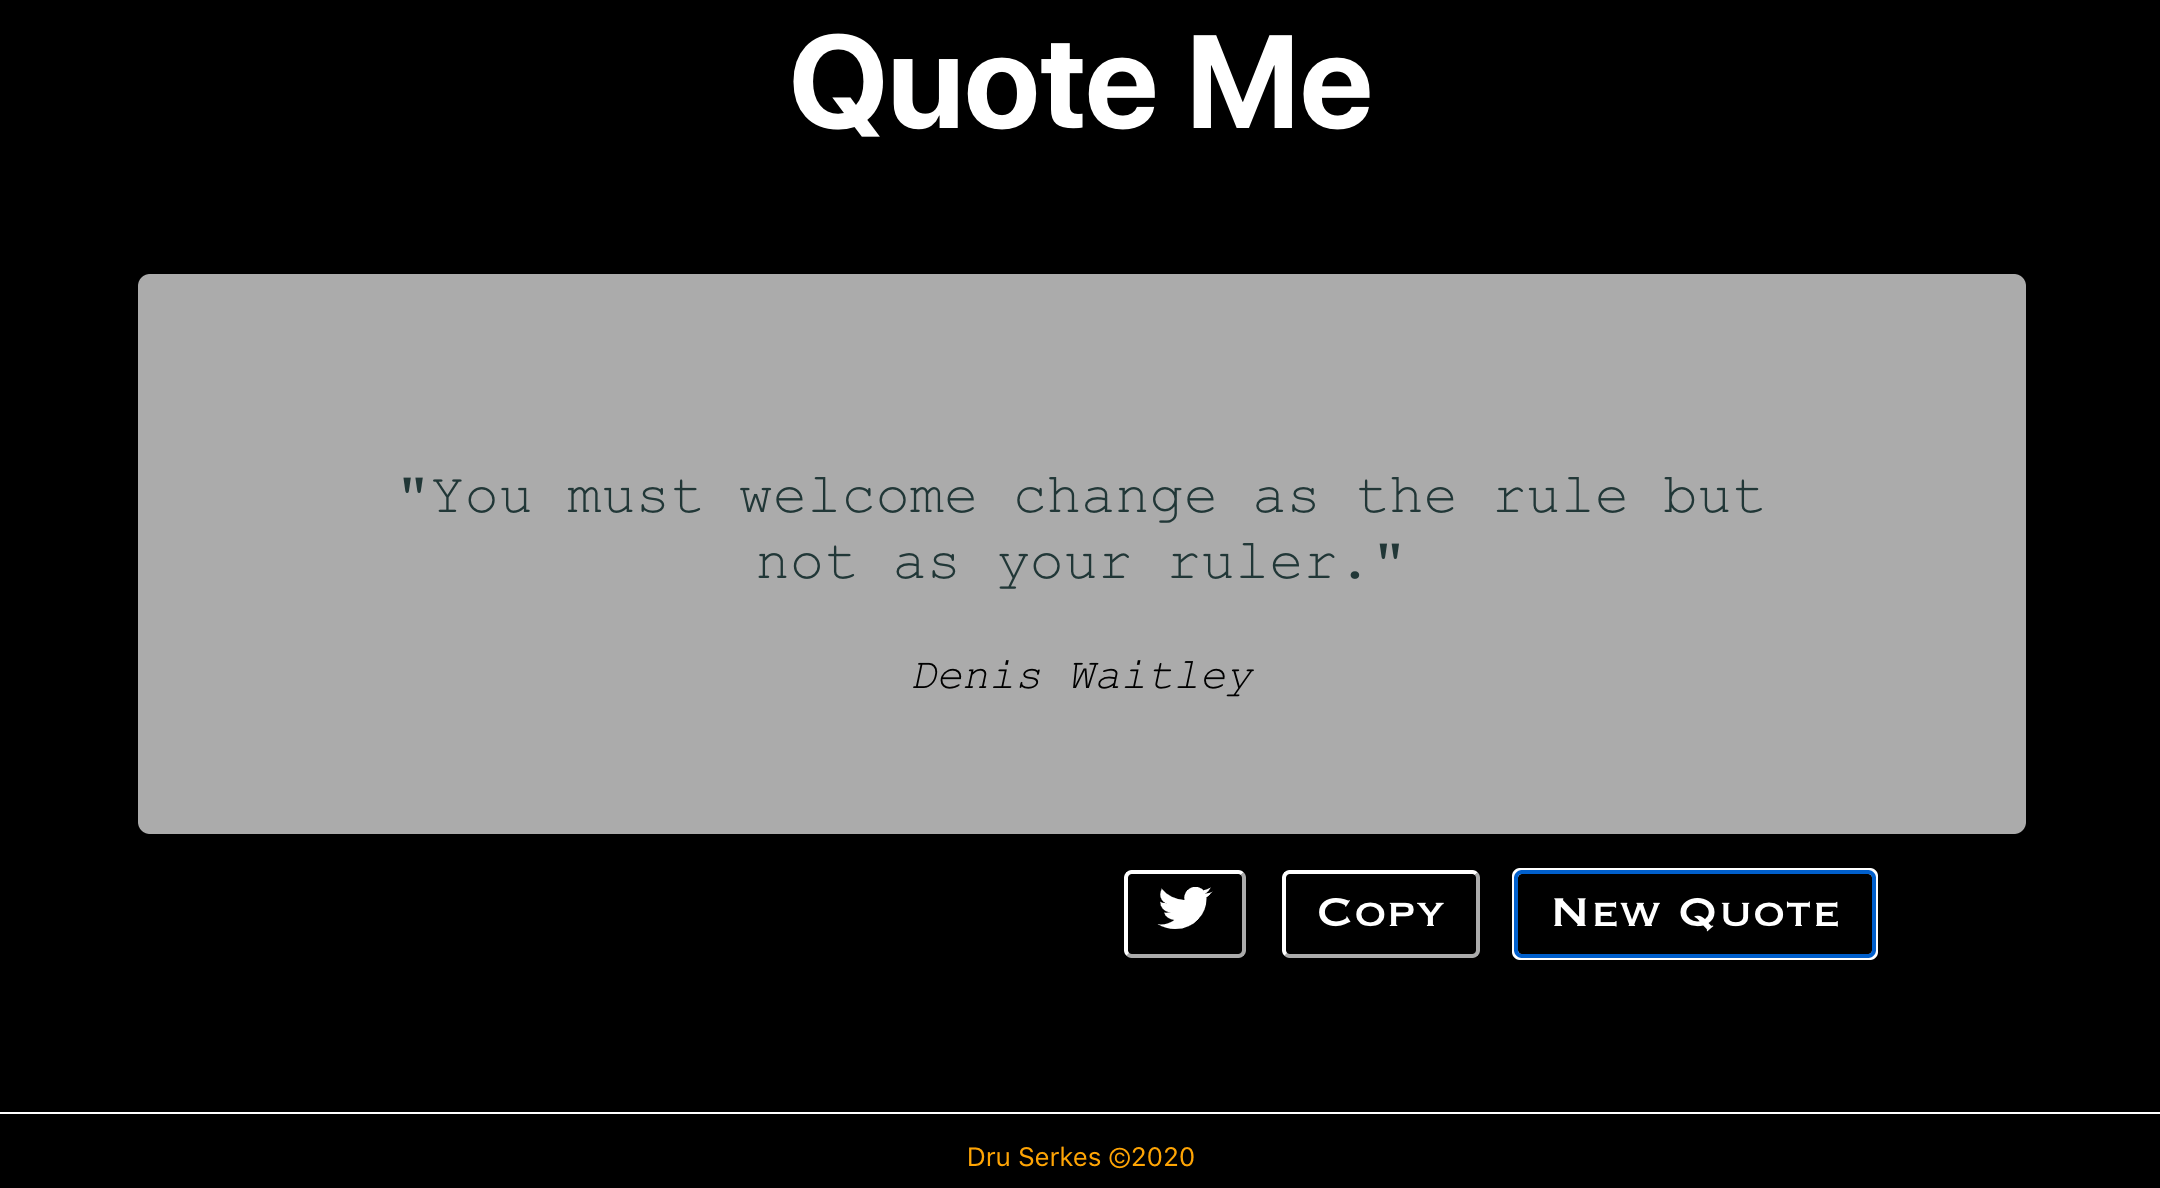 Quote Me
"You must welcome change as the rule but
not as your ruler."
Denis Waitley
Copy
New Quote
Dru Serkes ©2020